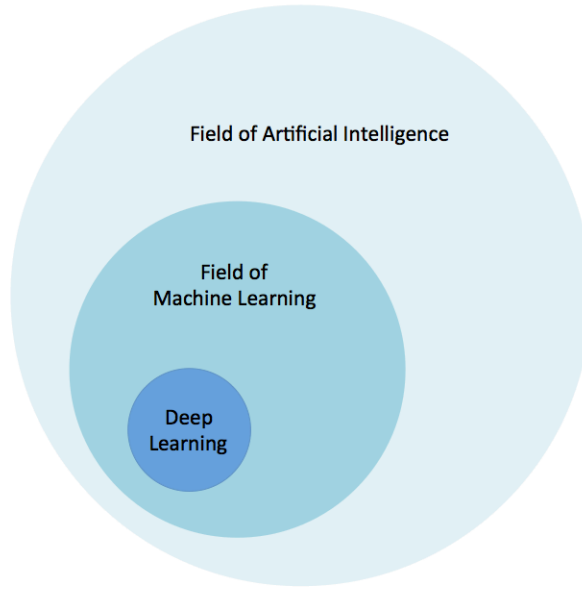 Field of Artificial Intelligence
Field of
Machine Learning
Deep
Learning